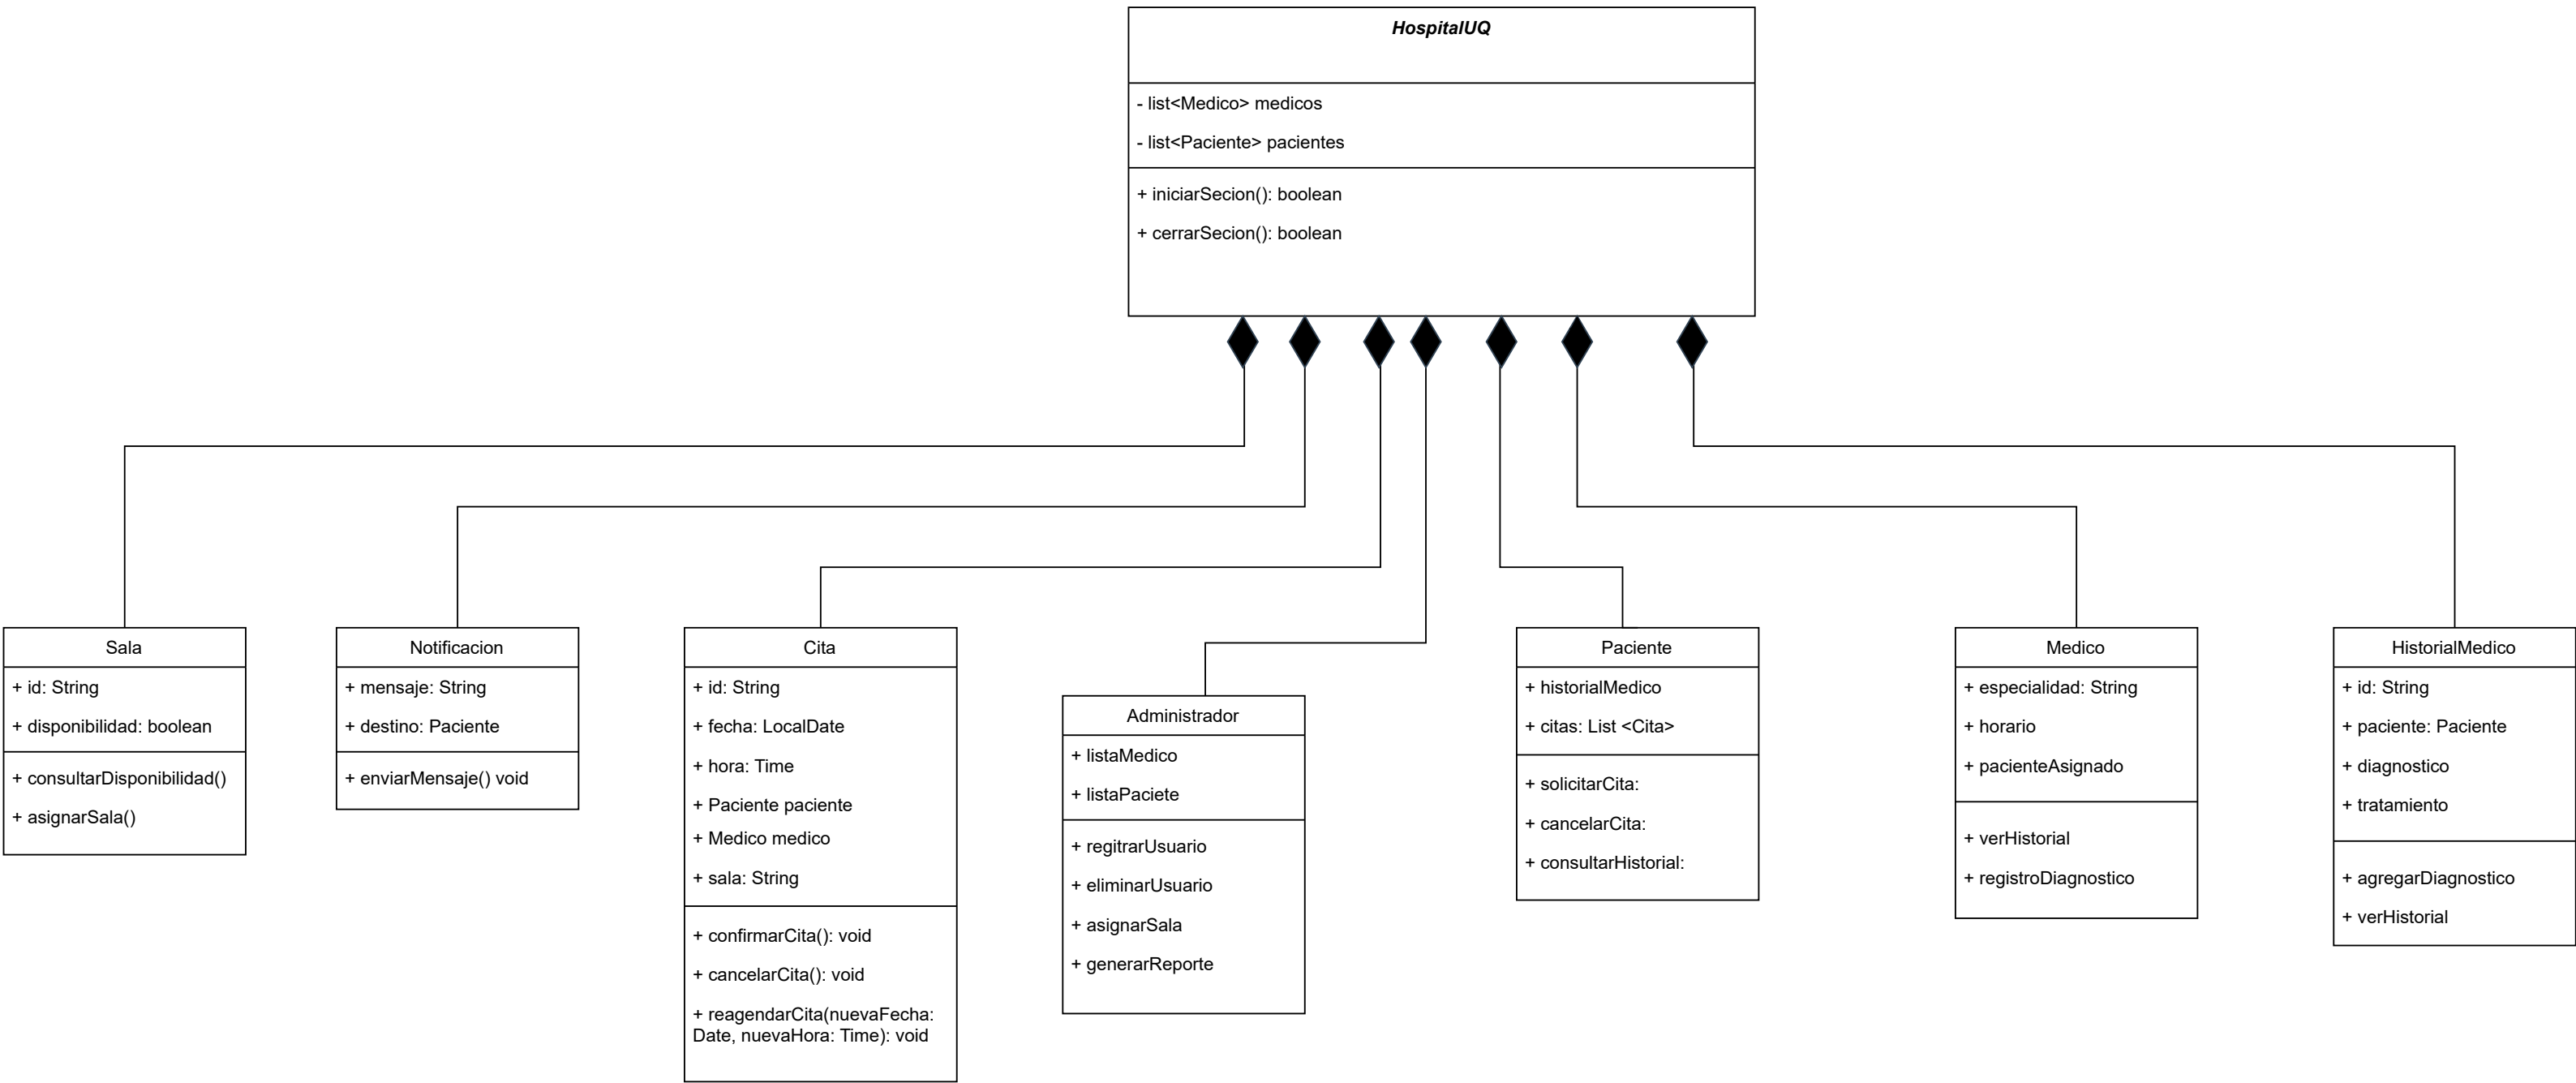 HospitalUQ
- list<Medico> medicos
- list<Paciente> pacientes
+ iniciarSecion(): boolean
+ cerrarSecion(): boolean
Sala
+ id: String
+ disponibilidad: boolean
+ consultarDisponibilidad()
+ asignarSala()
Notificacion
+ mensaje: String
+ destino: Paciente
+ enviarMensaje() void
Cita
+ id: String
+ fecha: LocalDate
+ hora: Time
+ Paciente paciente
+ Medico medico
+ sala: String
+ confirmarCita(): void
+ cancelarCita(): void
+ reagendarCita(nuevaFecha:
Date, nuevaHora: Time): void
Administrador
+ listaMedico
+ listaPaciete
+ regitrarUsuario
+ eliminarUsuario
+ asignarSala
+ generarReporte
Paciente
+ historialMedico
+ citas: List <Cita>
+ solicitarCita:
+ cancelarCita:
+ consultarHistorial:
Medico
+ especialidad: String
+ horario
+ pacienteAsignado
+ verHistorial
+ registroDiagnostico
HistorialMedico
+ id: String
+ paciente: Paciente
+ diagnostico
+ tratamiento
+ agregarDiagnostico
+ verHistorial